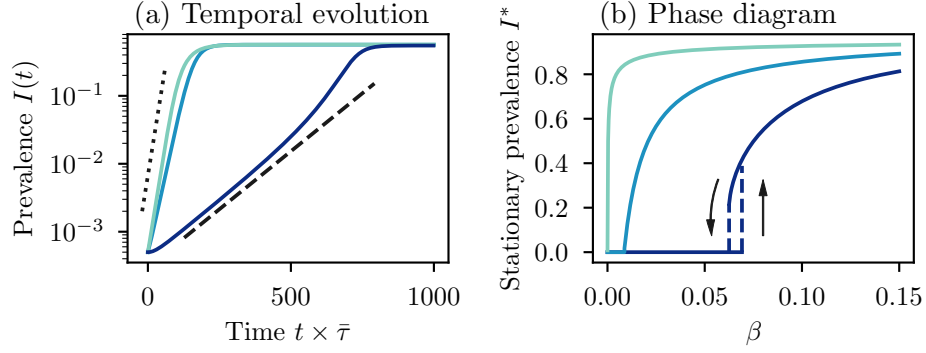 (a) Temporal evolution
Prevalence I(t)
10⁻¹
10⁻²
10⁻³
0
500
1000
Time t × τ̄
(b) Phase diagram
Stationary prevalence I*
0.8
0.6
0.4
0.2
0.0
0.00
0.05
0.10
0.15
β